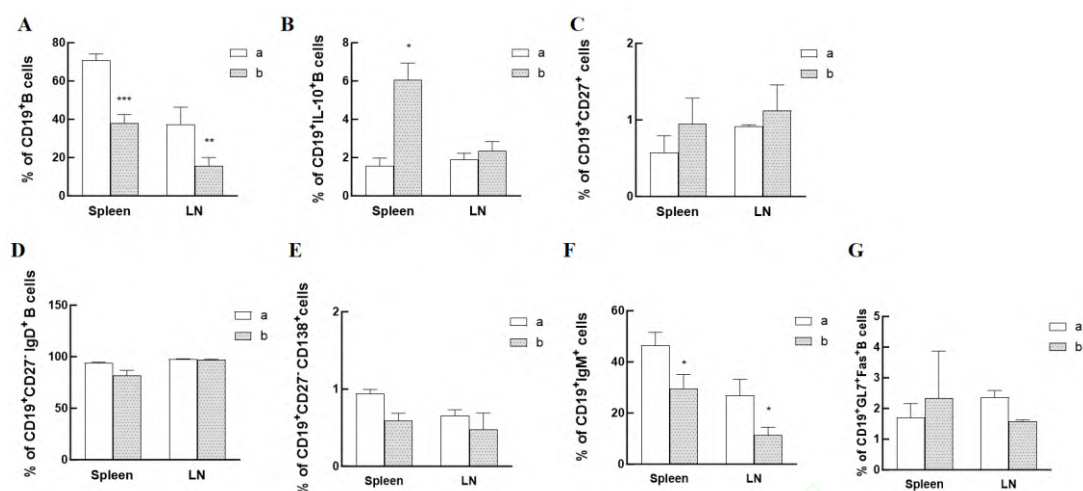 A
% of CD19⁺B cells
80
60
40
20
0
***
**
Spleen
LN
a
b
B
% of CD19⁺IL-10⁺B cells
8
6
4
2
0
*
Spleen
LN
a
b
C
% of CD19⁺CD27⁺ cells
2
1
0
Spleen
LN
a
b
D
% of CD19⁺CD27⁻IgD⁺ B cells
150
100
50
0
Spleen
LN
a
b
E
% of CD19⁺CD27⁻ CD138⁺cells
2
1
0
Spleen
LN
a
b
F
% of CD19⁺IgM⁺ cells
60
40
20
0
*
*
Spleen
LN
a
b
G
% of CD19⁺GL7⁺Fas⁺B cells
5
4
3
2
1
0
Spleen
LN
a
b